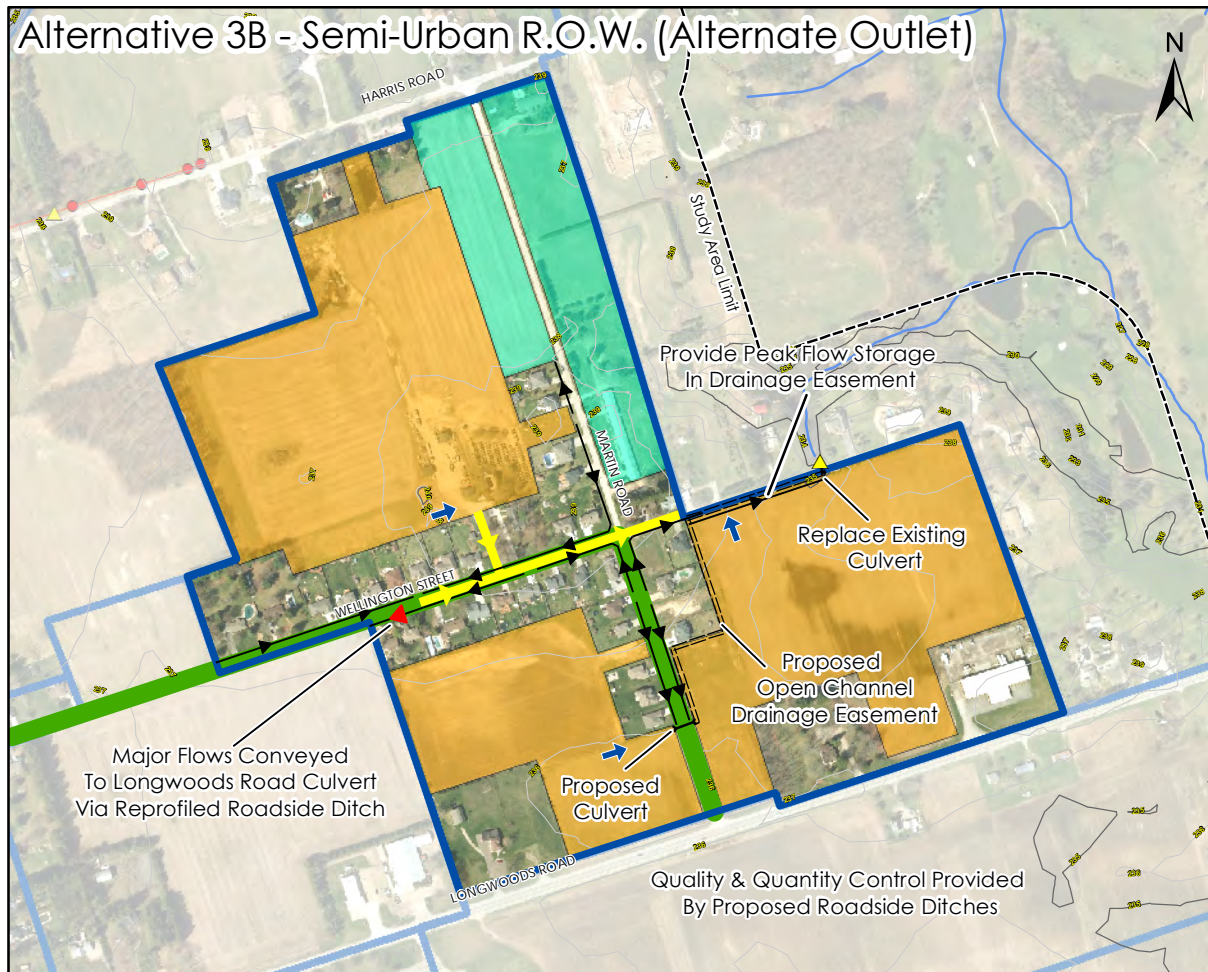 Alternative 3B - Semi-Urban R.O.W. (Alternate Outlet)
N
HARRIS ROAD
Study Area Limit
Provide Peak Flow Storage
In Drainage Easement
MARTIN ROAD
Replace Existing
Culvert
WELLINGTON STREET
Proposed
Open Channel
Drainage Easement
Major Flows Conveyed
To Longwoods Road Culvert
Via Reprofiled Roadside Ditch
Proposed
Culvert
LONGWOODS ROAD
Quality & Quantity Control Provided
By Proposed Roadside Ditches